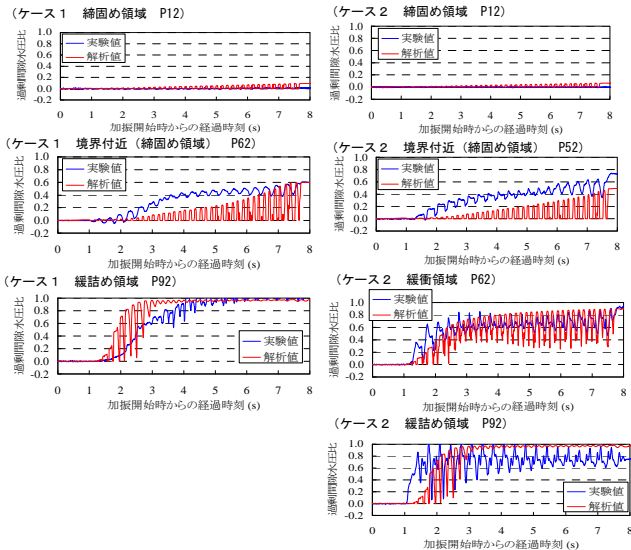 （ケース１　締固め領域　P12）
過剰間隙水圧比
1.0
0.8
0.6
0.4
0.2
0.0
-0.2
実験値
解析値
0 1 2 3 4 5 6 7 8
加振開始時からの経過時刻 (s)
（ケース１　境界付近（締固め領域）　P62）
過剰間隙水圧比
1.0
0.8
0.6
0.4
0.2
0.0
-0.2
実験値
解析値
0 1 2 3 4 5 6 7 8
加振開始時からの経過時刻 (s)
（ケース１　緩詰め領域　P92）
過剰間隙水圧比
1.0
0.8
0.6
0.4
0.2
0.0
-0.2
実験値
解析値
0 1 2 3 4 5 6 7 8
加振開始時からの経過時刻 (s)
（ケース２　締固め領域　P12）
過剰間隙水圧比
1.0
0.8
0.6
0.4
0.2
0.0
-0.2
実験値
解析値
0 1 2 3 4 5 6 7 8
加振開始時からの経過時刻 (s)
（ケース２　境界付近（締固め領域）　P52）
過剰間隙水圧比
1.0
0.8
0.6
0.4
0.2
0.0
-0.2
実験値
解析値
0 1 2 3 4 5 6 7 8
加振開始時からの経過時刻 (s)
（ケース２　緩衝領域　P62）
過剰間隙水圧比
1.0
0.8
0.6
0.4
0.2
0.0
-0.2
実験値
解析値
0 1 2 3 4 5 6 7 8
加振開始時からの経過時刻 (s)
（ケース２　緩詰め領域　P92）
過剰間隙水圧比
1.0
0.8
0.6
0.4
0.2
0.0
-0.2
実験値
解析値
0 1 2 3 4 5 6 7 8
加振開始時からの経過時刻 (s)